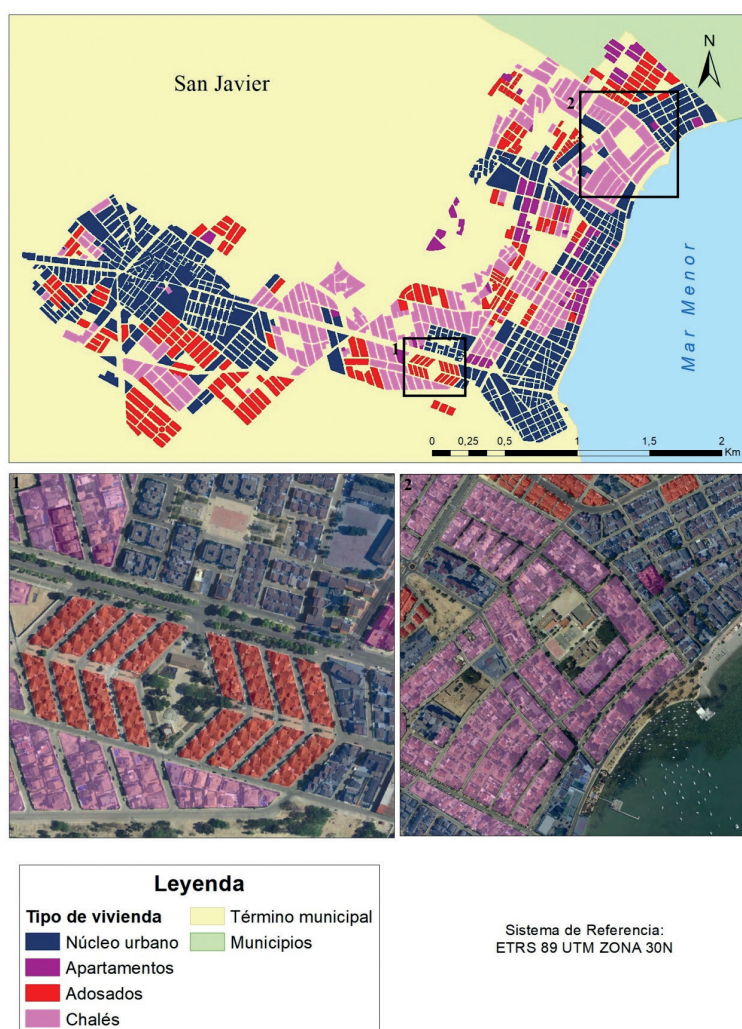 N
San Javier
2
1
Mar Menor
0 0,25 0,5 1 1,5 2
Km
1
2
Leyenda
Tipo de vivienda
Núcleo urbano
Apartamentos
Adosados
Chalés
Término municipal
Municipios
Sistema de Referencia:
ETRS 89 UTM ZONA 30N